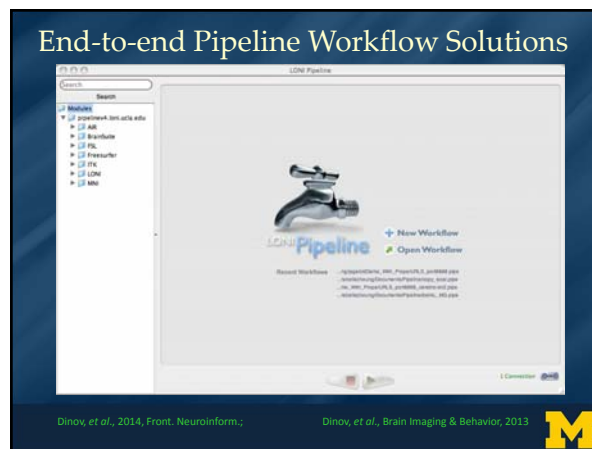 End-to-end Pipeline Workflow Solutions
LONI Pipeline
Search
Search
Modules
pipelinev4.loni.ucla.edu
AIR
BrainSuite
FSL
Freesurfer
ITK
LONI
MNI
LONI Pipeline
New Workflow
Open Workflow
Recent Workflows
1 Connection
Dinov, et al., 2014, Front. Neuroinform.;
Dinov, et al., Brain Imaging & Behavior, 2013
M